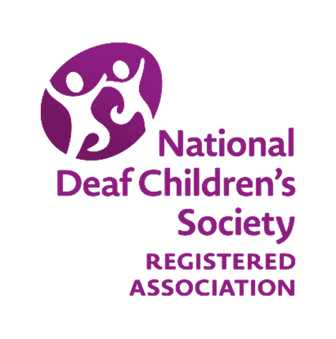 National
Deaf Children's
Society
REGISTERED
ASSOCIATION